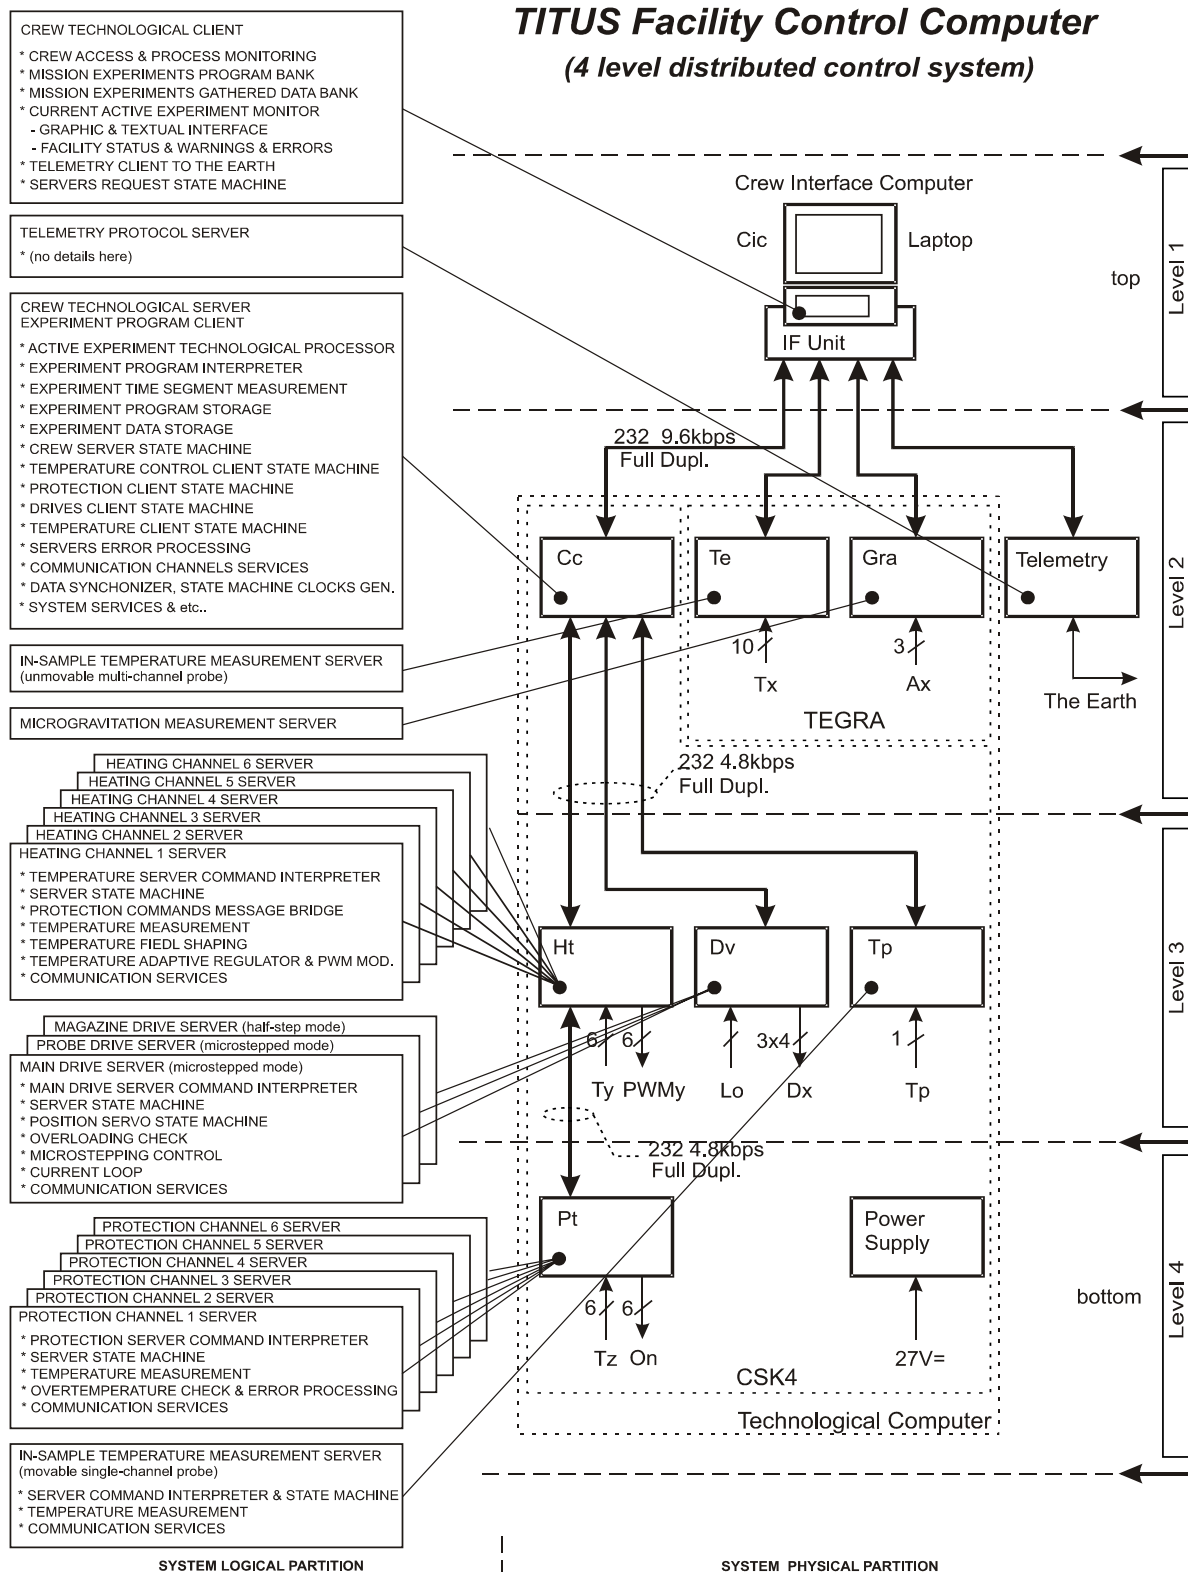 TITUS Facility Control Computer
(4 level distributed control system)
CREW TECHNOLOGICAL CLIENT
* CREW ACCESS & PROCESS MONITORING
* MISSION EXPERIMENTS PROGRAM BANK
* MISSION EXPERIMENTS GATHERED DATA BANK
* CURRENT ACTIVE EXPERIMENT MONITOR
- GRAPHIC & TEXTUAL INTERFACE
- FACILITY STATUS & WARNINGS & ERRORS
* TELEMETRY CLIENT TO THE EARTH
* SERVERS REQUEST STATE MACHINE
TELEMETRY PROTOCOL SERVER
* (no details here)
CREW TECHNOLOGICAL SERVER
EXPERIMENT PROGRAM CLIENT
* ACTIVE EXPERIMENT TECHNOLOGICAL PROCESSOR
* EXPERIMENT PROGRAM INTERPRETER
* EXPERIMENT TIME SEGMENT MEASUREMENT
* EXPERIMENT PROGRAM STORAGE
* EXPERIMENT DATA STORAGE
* CREW SERVER STATE MACHINE
* TEMPERATURE CONTROL CLIENT STATE MACHINE
* PROTECTION CLIENT STATE MACHINE
* DRIVES CLIENT STATE MACHINE
* TEMPERATURE CLIENT STATE MACHINE
* SERVERS ERROR PROCESSING
* COMMUNICATION CHANNELS SERVICES
* DATA SYNCHONIZER, STATE MACHINE CLOCKS GEN.
* SYSTEM SERVICES & etc..
IN-SAMPLE TEMPERATURE MEASUREMENT SERVER
(unmovable multi-channel probe)
MICROGRAVITATION MEASUREMENT SERVER
HEATING CHANNEL 6 SERVER
HEATING CHANNEL 5 SERVER
HEATING CHANNEL 4 SERVER
HEATING CHANNEL 3 SERVER
HEATING CHANNEL 2 SERVER
HEATING CHANNEL 1 SERVER
* TEMPERATURE SERVER COMMAND INTERPRETER
* SERVER STATE MACHINE
* PROTECTION COMMANDS MESSAGE BRIDGE
* TEMPERATURE MEASUREMENT
* TEMPERATURE FIEDL SHAPING
* TEMPERATURE ADAPTIVE REGULATOR & PWM MOD.
* COMMUNICATION SERVICES
MAGAZINE DRIVE SERVER (half-step mode)
PROBE DRIVE SERVER (microstepped mode)
MAIN DRIVE SERVER (microstepped mode)
* MAIN DRIVE SERVER COMMAND INTERPRETER
* SERVER STATE MACHINE
* POSITION SERVO STATE MACHINE
* OVERLOADING CHECK
* MICROSTEPPING CONTROL
* CURRENT LOOP
* COMMUNICATION SERVICES
PROTECTION CHANNEL 6 SERVER
PROTECTION CHANNEL 5 SERVER
PROTECTION CHANNEL 4 SERVER
PROTECTION CHANNEL 3 SERVER
PROTECTION CHANNEL 2 SERVER
PROTECTION CHANNEL 1 SERVER
* PROTECTION SERVER COMMAND INTERPRETER
* SERVER STATE MACHINE
* TEMPERATURE MEASUREMENT
* OVERTEMPERATURE CHECK & ERROR PROCESSING
* COMMUNICATION SERVICES
IN-SAMPLE TEMPERATURE MEASUREMENT SERVER
(movable single-channel probe)
* SERVER COMMAND INTERPRETER & STATE MACHINE
* TEMPERATURE MEASUREMENT
* COMMUNICATION SERVICES
SYSTEM LOGICAL PARTITION
Crew Interface Computer
Cic
Laptop
IF Unit
top
Level 1
232 9.6kbps
Full Dupl.
Cc
Te
Gra
Telemetry
10
3
Tx
Ax
The Earth
TEGRA
Level 2
232 4.8kbps
Full Dupl.
Ht
Dv
Tp
6
6
3x4
1
Ty
PWMy
Lo
Dx
Tp
Level 3
232 4.8kbps
Full Dupl.
Pt
Power
Supply
6
6
Tz
On
27V=
bottom
Level 4
CSK4
Technological Computer
SYSTEM PHYSICAL PARTITION